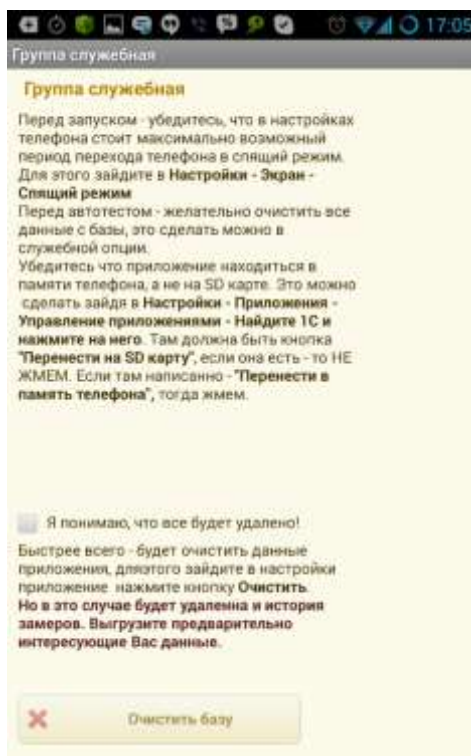 17:05
Группа служебная
Группа служебная
Перед запуском - убедитесь, что в настройках
телефона стоит максимально возможный
период перехода телефона в спящий режим.
Для этого зайдите в Настройки - Экран -
Спящий режим
Перед автотестом - желательно очистить все
данные с базы, это сделать можно в
служебной опции.
Убедитесь что приложение находиться в
памяти телефона, а не на SD карте. Это можно
сделать зайдя в Настройки - Приложения -
Управление приложениями - Найдите 1С и
нажмите на него. Там должна быть кнопка
"Перенести на SD карту", если она есть - то НЕ
ЖМЕМ. Если там написанно - "Перенести в
память телефона", тогда жмем.
Я понимаю, что все будет удалено!
Быстрее всего - будет очистить данные
приложения, дляэтого зайдите в настройки
приложение нажмите кнопку Очистить.
Но в это случае будет удаленна и история
замеров. Выгрузите предварительно
интересующие Вас данные.
Очистить базу